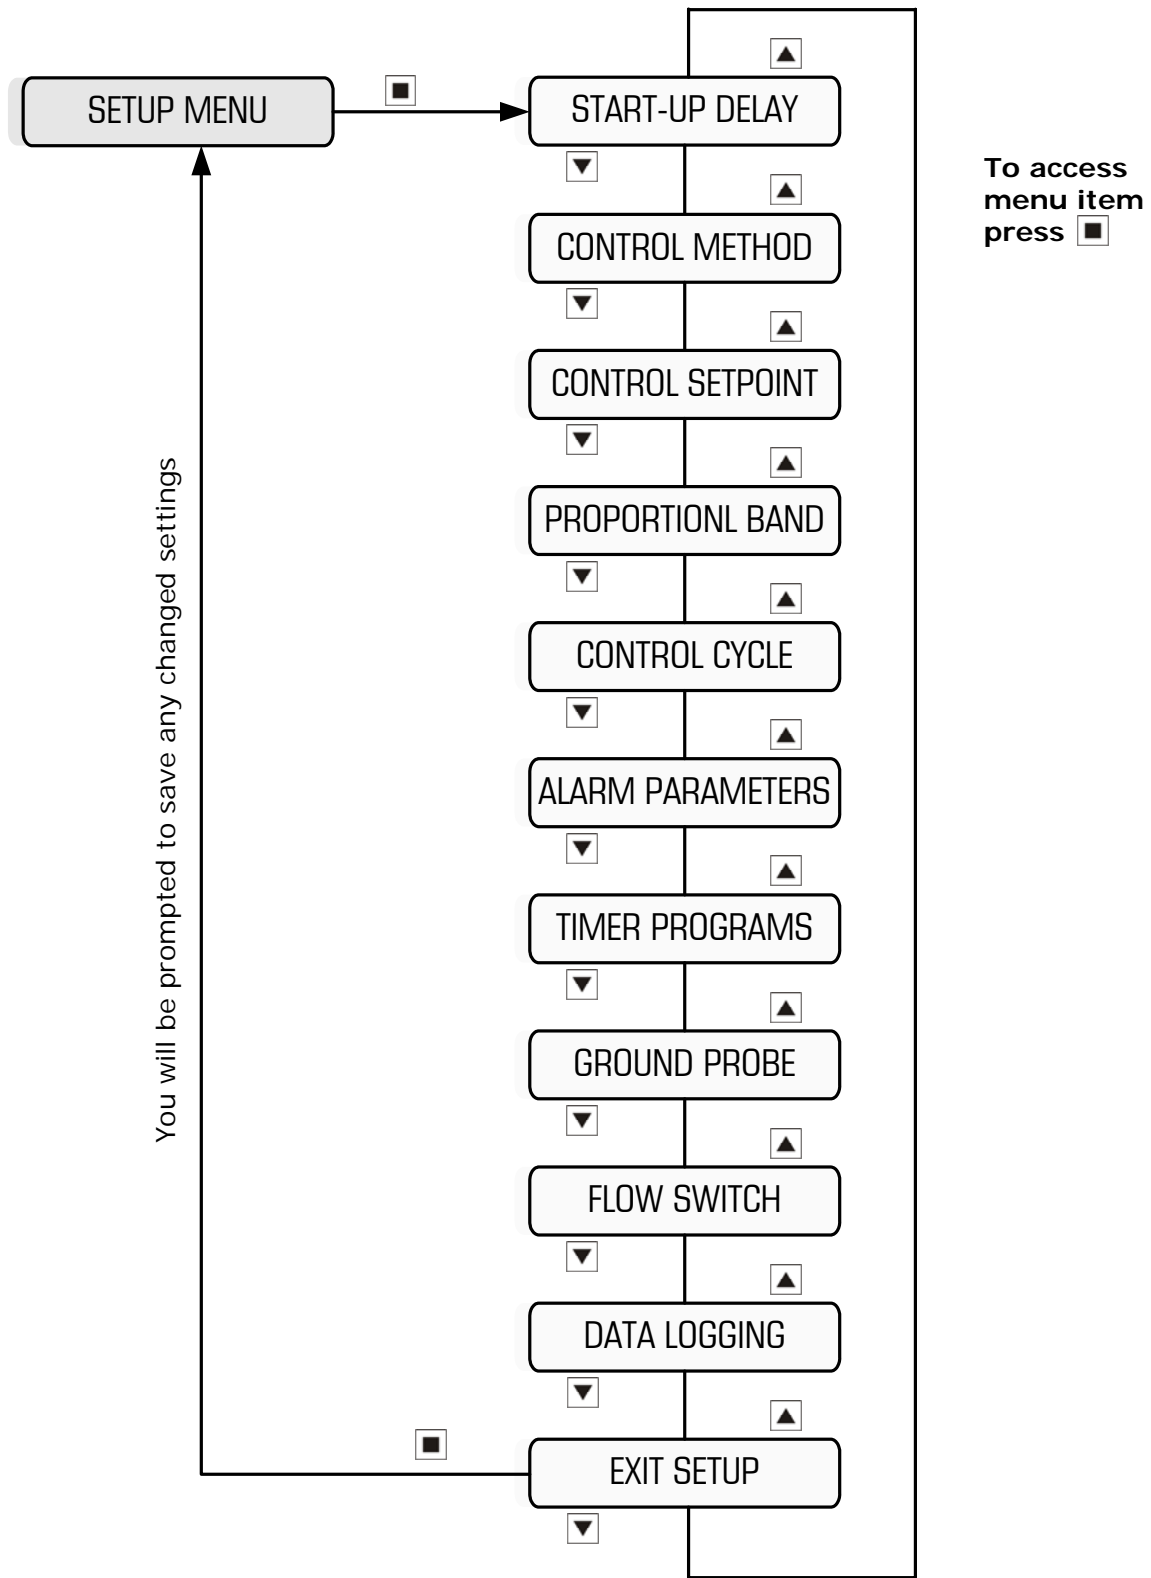 SETUP MENU
START-UP DELAY
To access
menu item
press
CONTROL METHOD
CONTROL SETPOINT
PROPORTIONL BAND
CONTROL CYCLE
ALARM PARAMETERS
TIMER PROGRAMS
GROUND PROBE
FLOW SWITCH
DATA LOGGING
EXIT SETUP
You will be prompted to save any changed settings